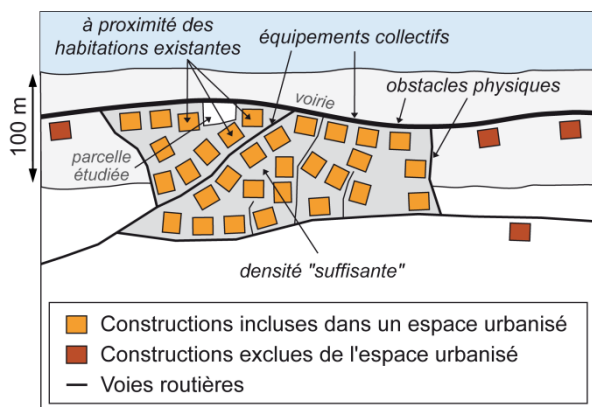 à proximité des
habitations existantes
équipements collectifs
obstacles physiques
voirie
100 m
parcelle
étudiée
densité "suffisante"
Constructions incluses dans un espace urbanisé
Constructions exclues de l'espace urbanisé
Voies routières